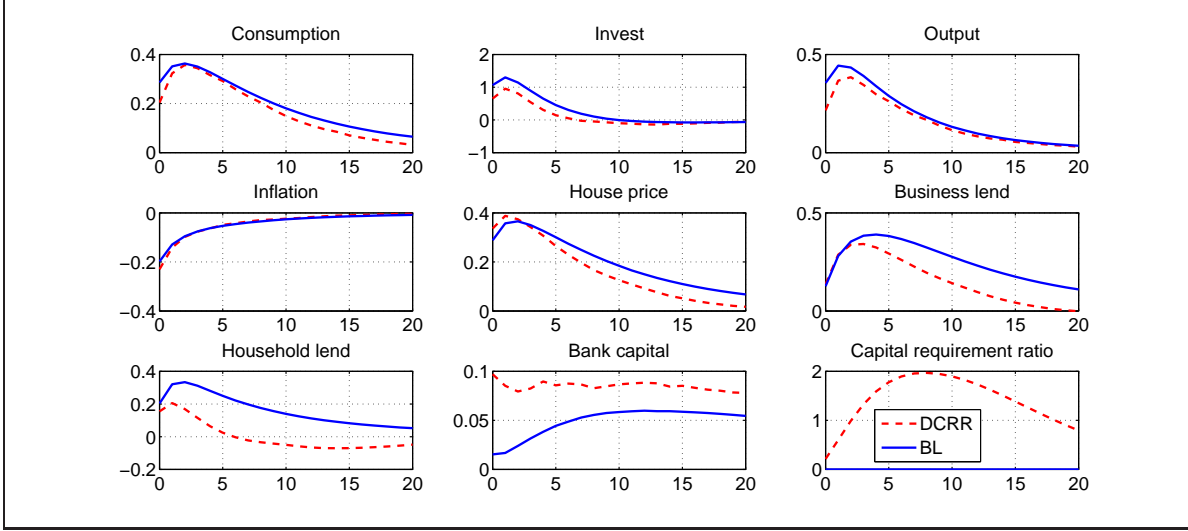 Consumption
Invest
Output
0.4
0.2
0
0 5 10 15 20
2
1
0
−1
0 5 10 15 20
0.5
0
0 5 10 15 20
Inflation
House price
Business lend
0
−0.2
−0.4
0 5 10 15 20
0.4
0.2
0
0 5 10 15 20
0.5
0
0 5 10 15 20
Household lend
Bank capital
Capital requirement ratio
0.4
0.2
0
−0.2
0 5 10 15 20
0.1
0.05
0
0 5 10 15 20
2
1
0
0 5 10 15 20
DCRR
BL